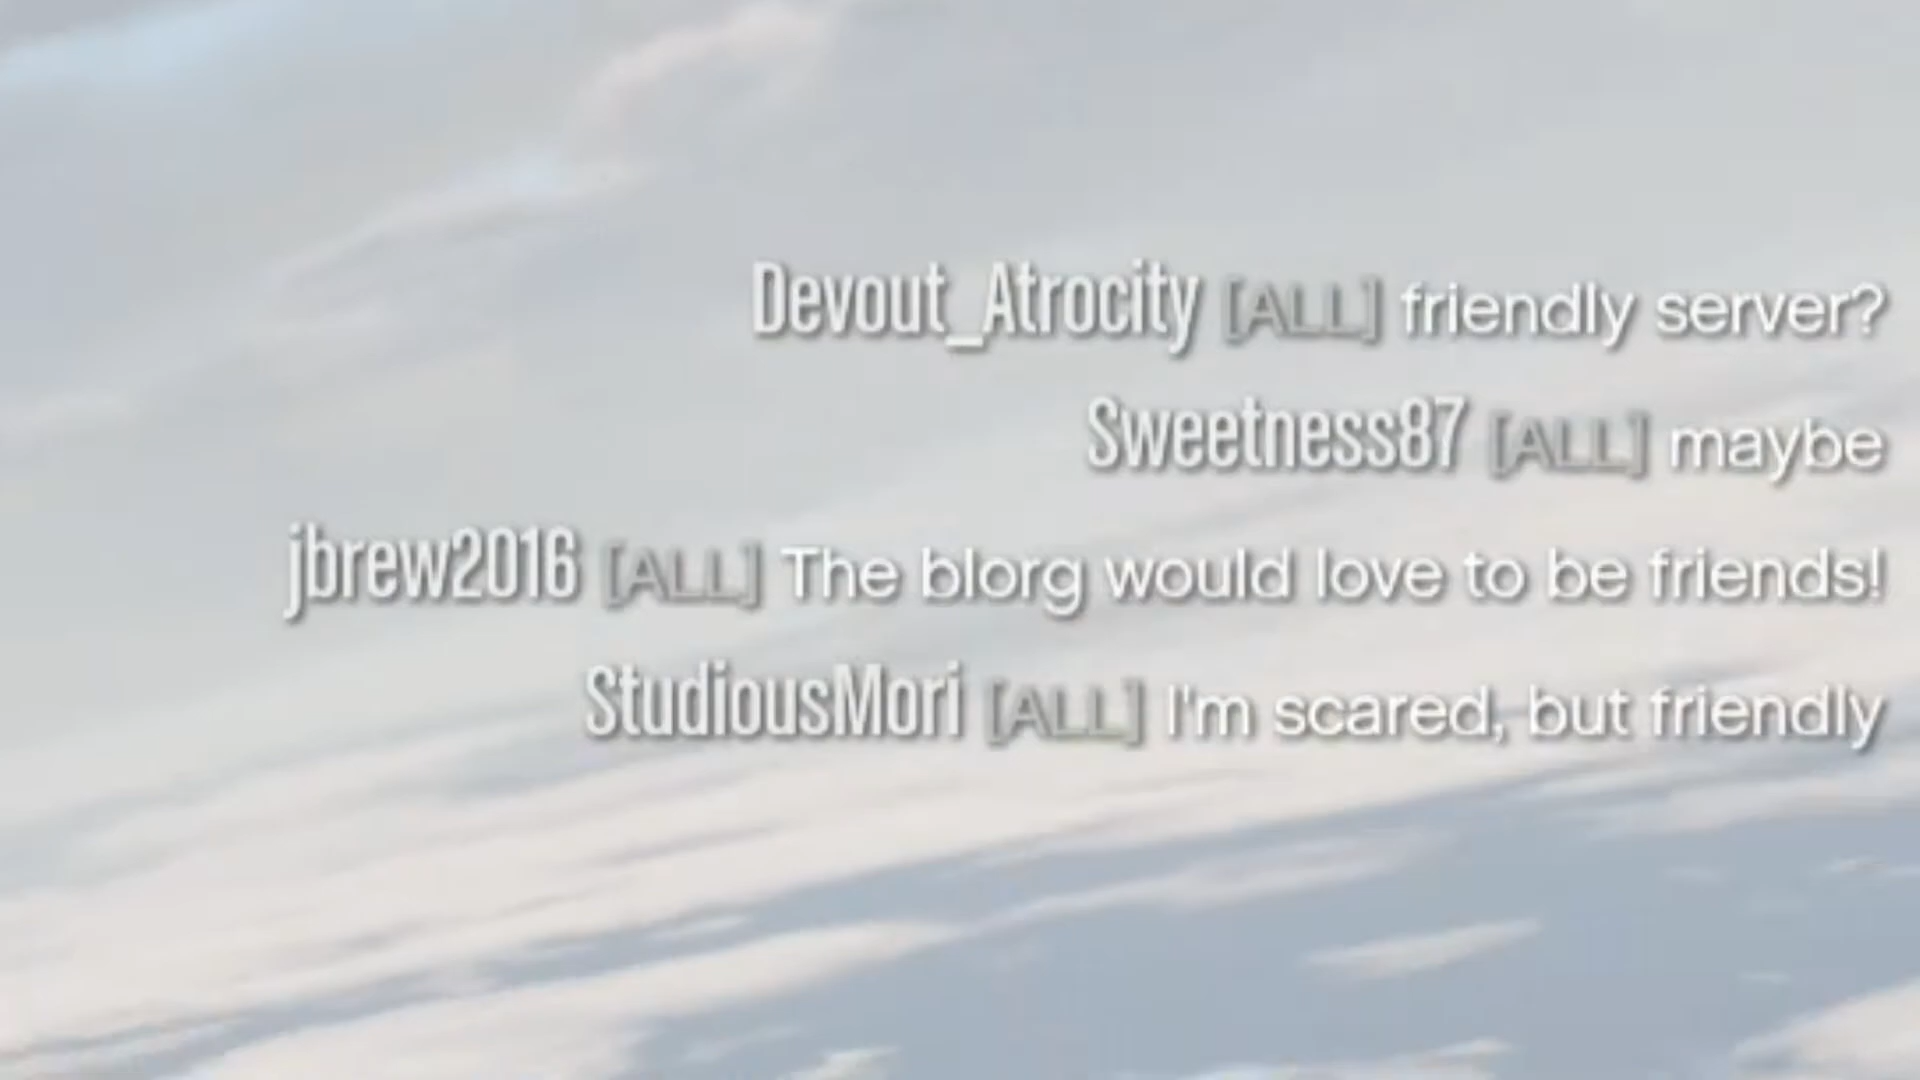 Devout_Atrocity [ALL] friendly server?
Sweetness87 [ALL] maybe
jbrew2016 [ALL] The blorg would love to be friends!
StudiousMori [ALL] I'm scared, but friendly